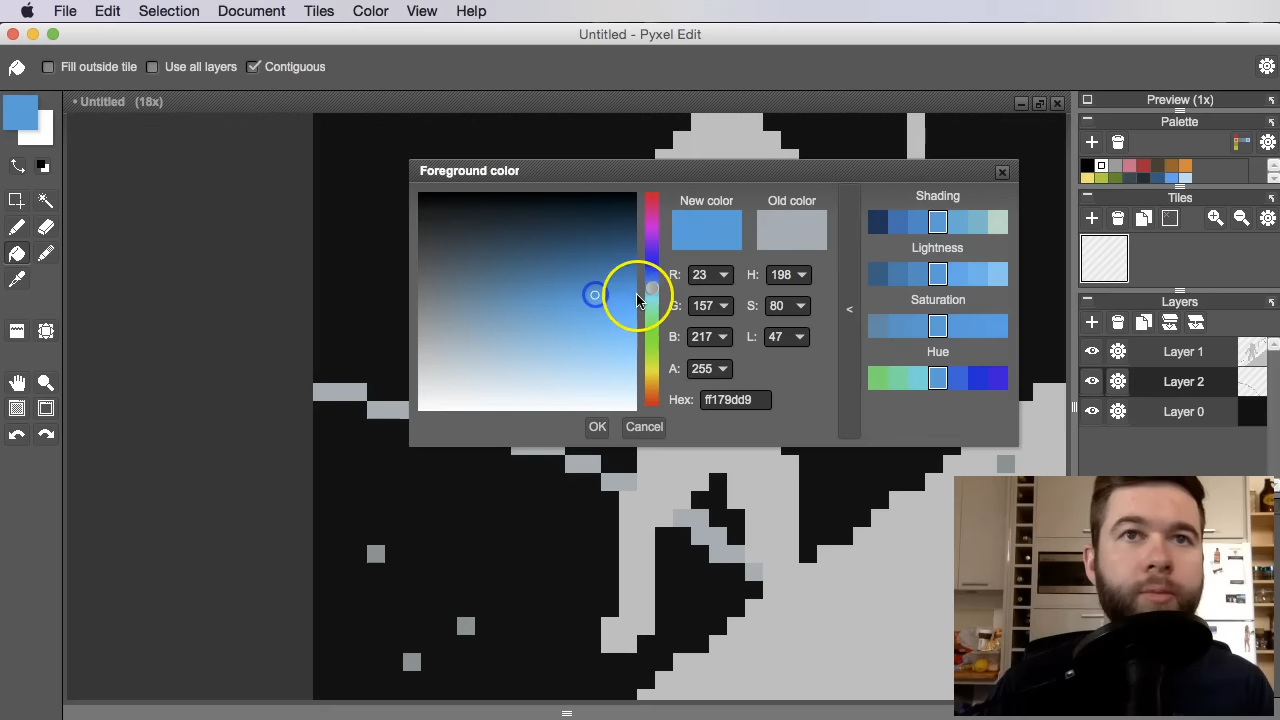 File Edit Selection Document Tiles Color View Help
Untitled - Pyxel Edit
Fill outside tile Use all layers Contiguous
• Untitled (18x)
Preview (1x)
Palette
Tiles
Layers
Layer 1
Layer 2
Layer 0
Foreground color
New color Old color
R: 23 H: 198
G: 157 S: 80
B: 217 L: 47
A: 255
Hex: ff179dd9
OK Cancel
<
Shading
Lightness
Saturation
Hue